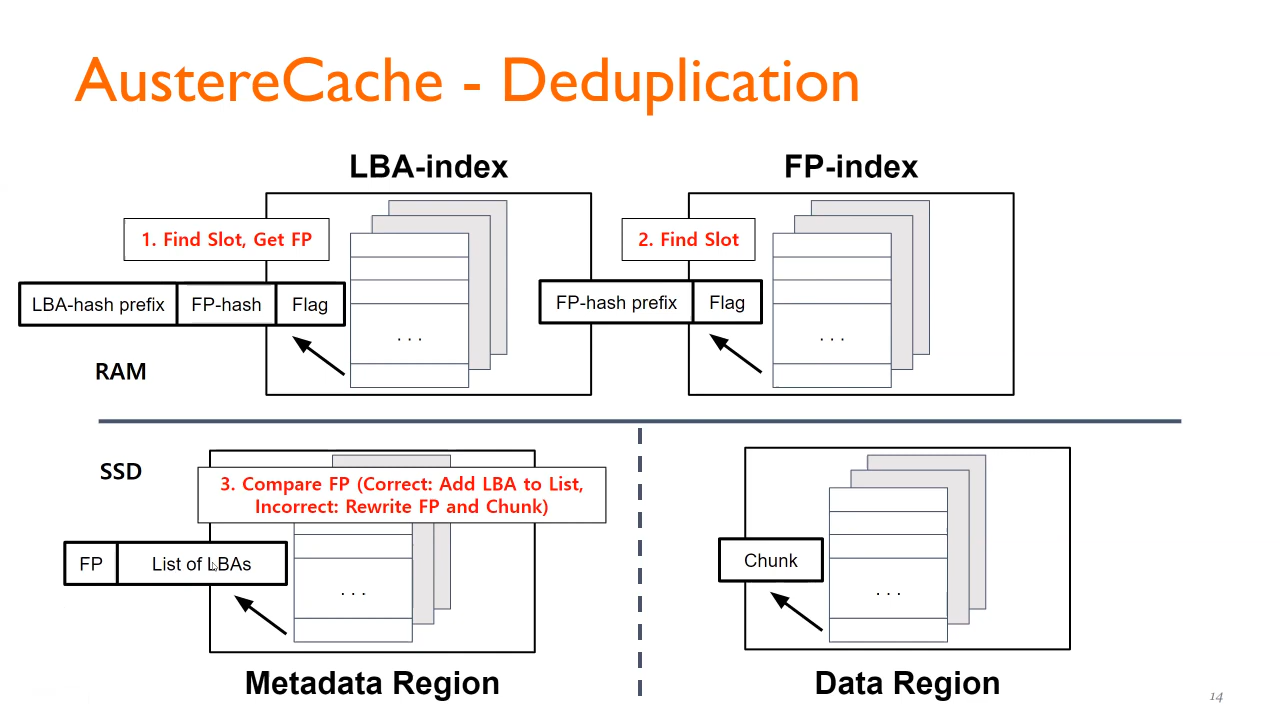 AustereCache - Deduplication
LBA-index
FP-index
1. Find Slot, Get FP
2. Find Slot
LBA-hash prefix
FP-hash
Flag
FP-hash prefix
Flag
. . .
. . .
RAM
SSD
3. Compare FP (Correct: Add LBA to List,
Incorrect: Rewrite FP and Chunk)
FP
List of LBAs
Chunk
. . .
. . .
Metadata Region
Data Region
14